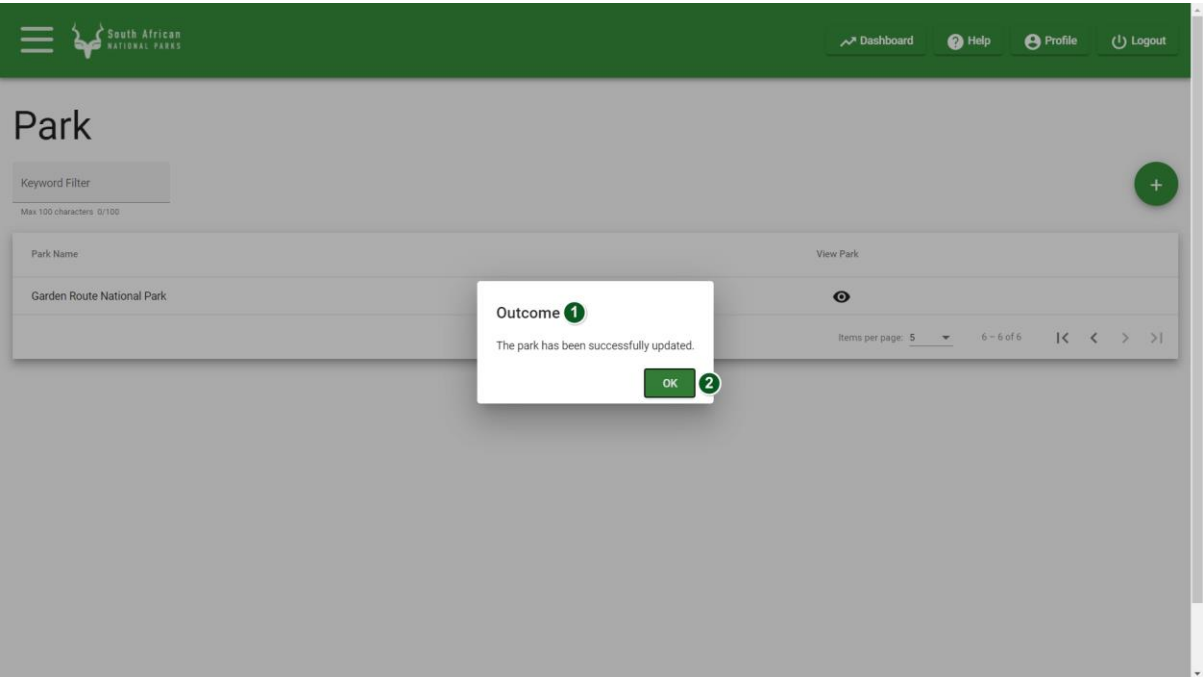 South African
NATIONAL PARKS
Dashboard
Help
Profile
Logout
Park
Keyword Filter
Max 100 characters 0/100
+
Park Name View Park
Garden Route National Park
Items per page: 5 6 – 6 of 6
Outcome 1
The park has been successfully updated.
OK 2